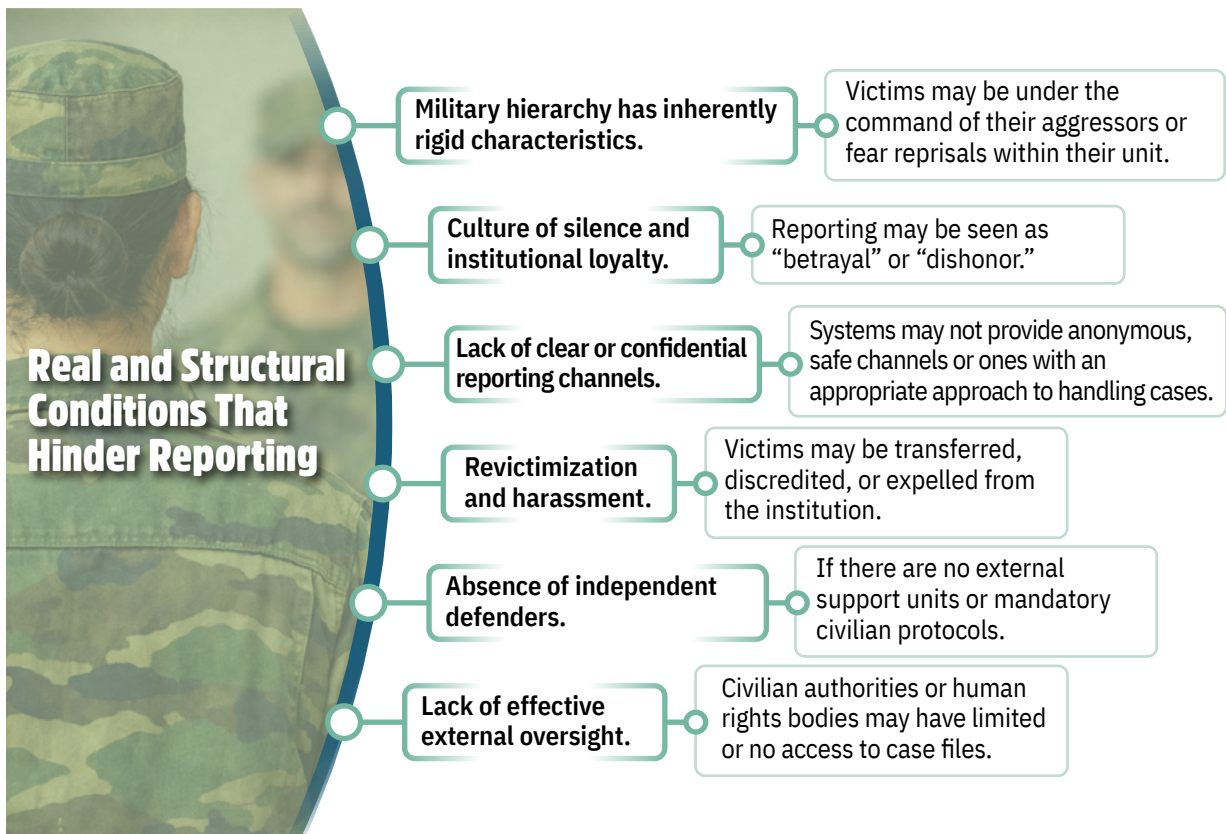 Real and Structural
Conditions That
Hinder Reporting
Military hierarchy has inherently
rigid characteristics.
Victims may be under the
command of their aggressors or
fear reprisals within their unit.
Culture of silence and
institutional loyalty.
Reporting may be seen as
“betrayal” or “dishonor.”
Lack of clear or confidential
reporting channels.
Systems may not provide anonymous,
safe channels or ones with an
appropriate approach to handling cases.
Revictimization
and harassment.
Victims may be transferred,
discredited, or expelled from
the institution.
Absence of independent
defenders.
If there are no external
support units or mandatory
civilian protocols.
Lack of effective
external oversight.
Civilian authorities or human
rights bodies may have limited
or no access to case files.